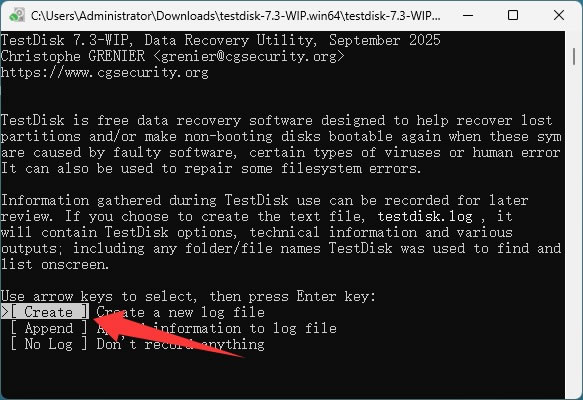 C:\Users\Administrator\Downloads\testdisk-7.3-WIP.win64\testdisk-7.3-WIP...
TestDisk 7.3-WIP, Data Recovery Utility, September 2025
Christophe GRENIER <grenier@cgsecurity.org>
https://www.cgsecurity.org
TestDisk is free data recovery software designed to help recover lost
partitions and/or make non-booting disks bootable again when these sym
are caused by faulty software, certain types of viruses or human error
It can also be used to repair some filesystem errors.
Information gathered during TestDisk use can be recorded for later
review. If you choose to create the text file, testdisk.log , it
will contain TestDisk options, technical information and various
outputs; including any folder/file names TestDisk was used to find and
list onscreen.
Use arrow keys to select, then press Enter key:
>[ Create ] Create a new log file
[ Append ] information to log file
[ No Log ] Don't record anything